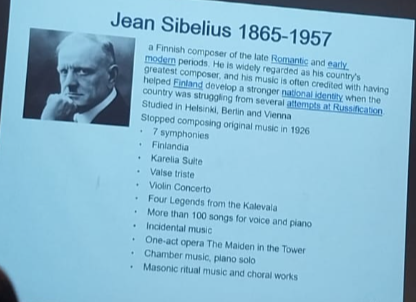 Jean Sibelius 1865-1957
a Finnish composer of the late Romantic and early
modern periods. He is widely regarded as his country's
greatest composer, and his music is often credited with having
helped Finland develop a stronger national identity when the
country was struggling from several attempts at Russification
Studied in Helsinki, Berlin and Vienna
Stopped composing original music in 1926
• 7 symphonies
• Finlandia
• Karelia Suite
• Valse triste
• Violin Concerto
• Four Legends from the Kalevala
• More than 100 songs for voice and piano
• Incidental music
• One-act opera The Maiden in the Tower
• Chamber music, piano solo
• Masonic ritual music and choral works